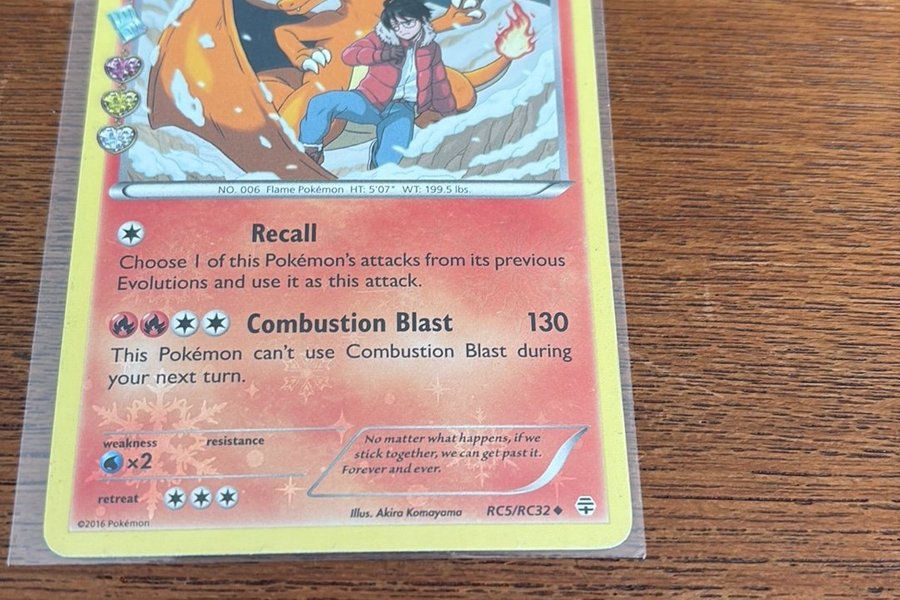 NO. 006 Flame Pokémon HT: 5'07" WT: 199.5 lbs.
Recall
Choose 1 of this Pokémon's attacks from its previous
Evolutions and use it as this attack.
Combustion Blast 130
This Pokémon can't use Combustion Blast during
your next turn.
weakness resistance
×2
No matter what happens, if we
stick together, we can get past it.
Forever and ever.
retreat
Illus. Akira Komayama RC5/RC32
©2016 Pokémon